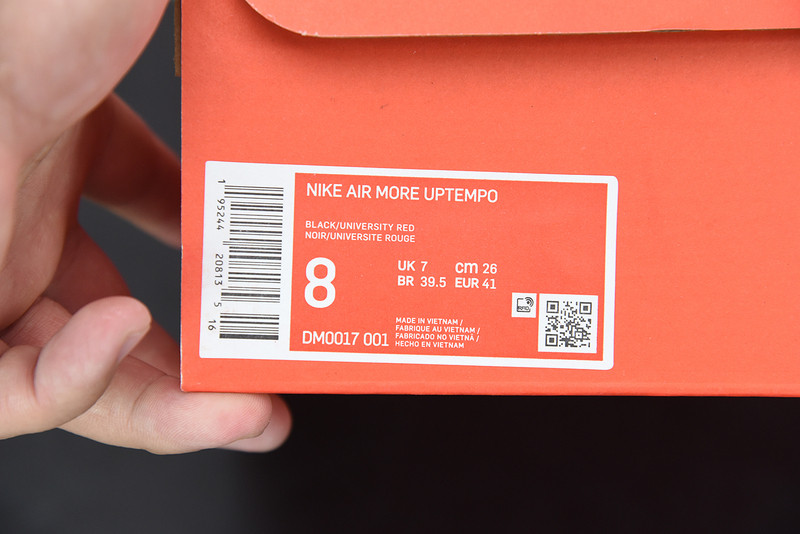 NIKE AIR MORE UPTEMPO
BLACK/UNIVERSITY RED
NOIR/UNIVERSITE ROUGE
8
UK 7 cm 26
BR 39.5 EUR 41
DM0017 001
MADE IN VIETNAM /
FABRIQUE AU VIETNAM /
FABRICADO NO VIETNÃ /
HECHO EN VIETNAM
RFID
1 95244 20813 5 16